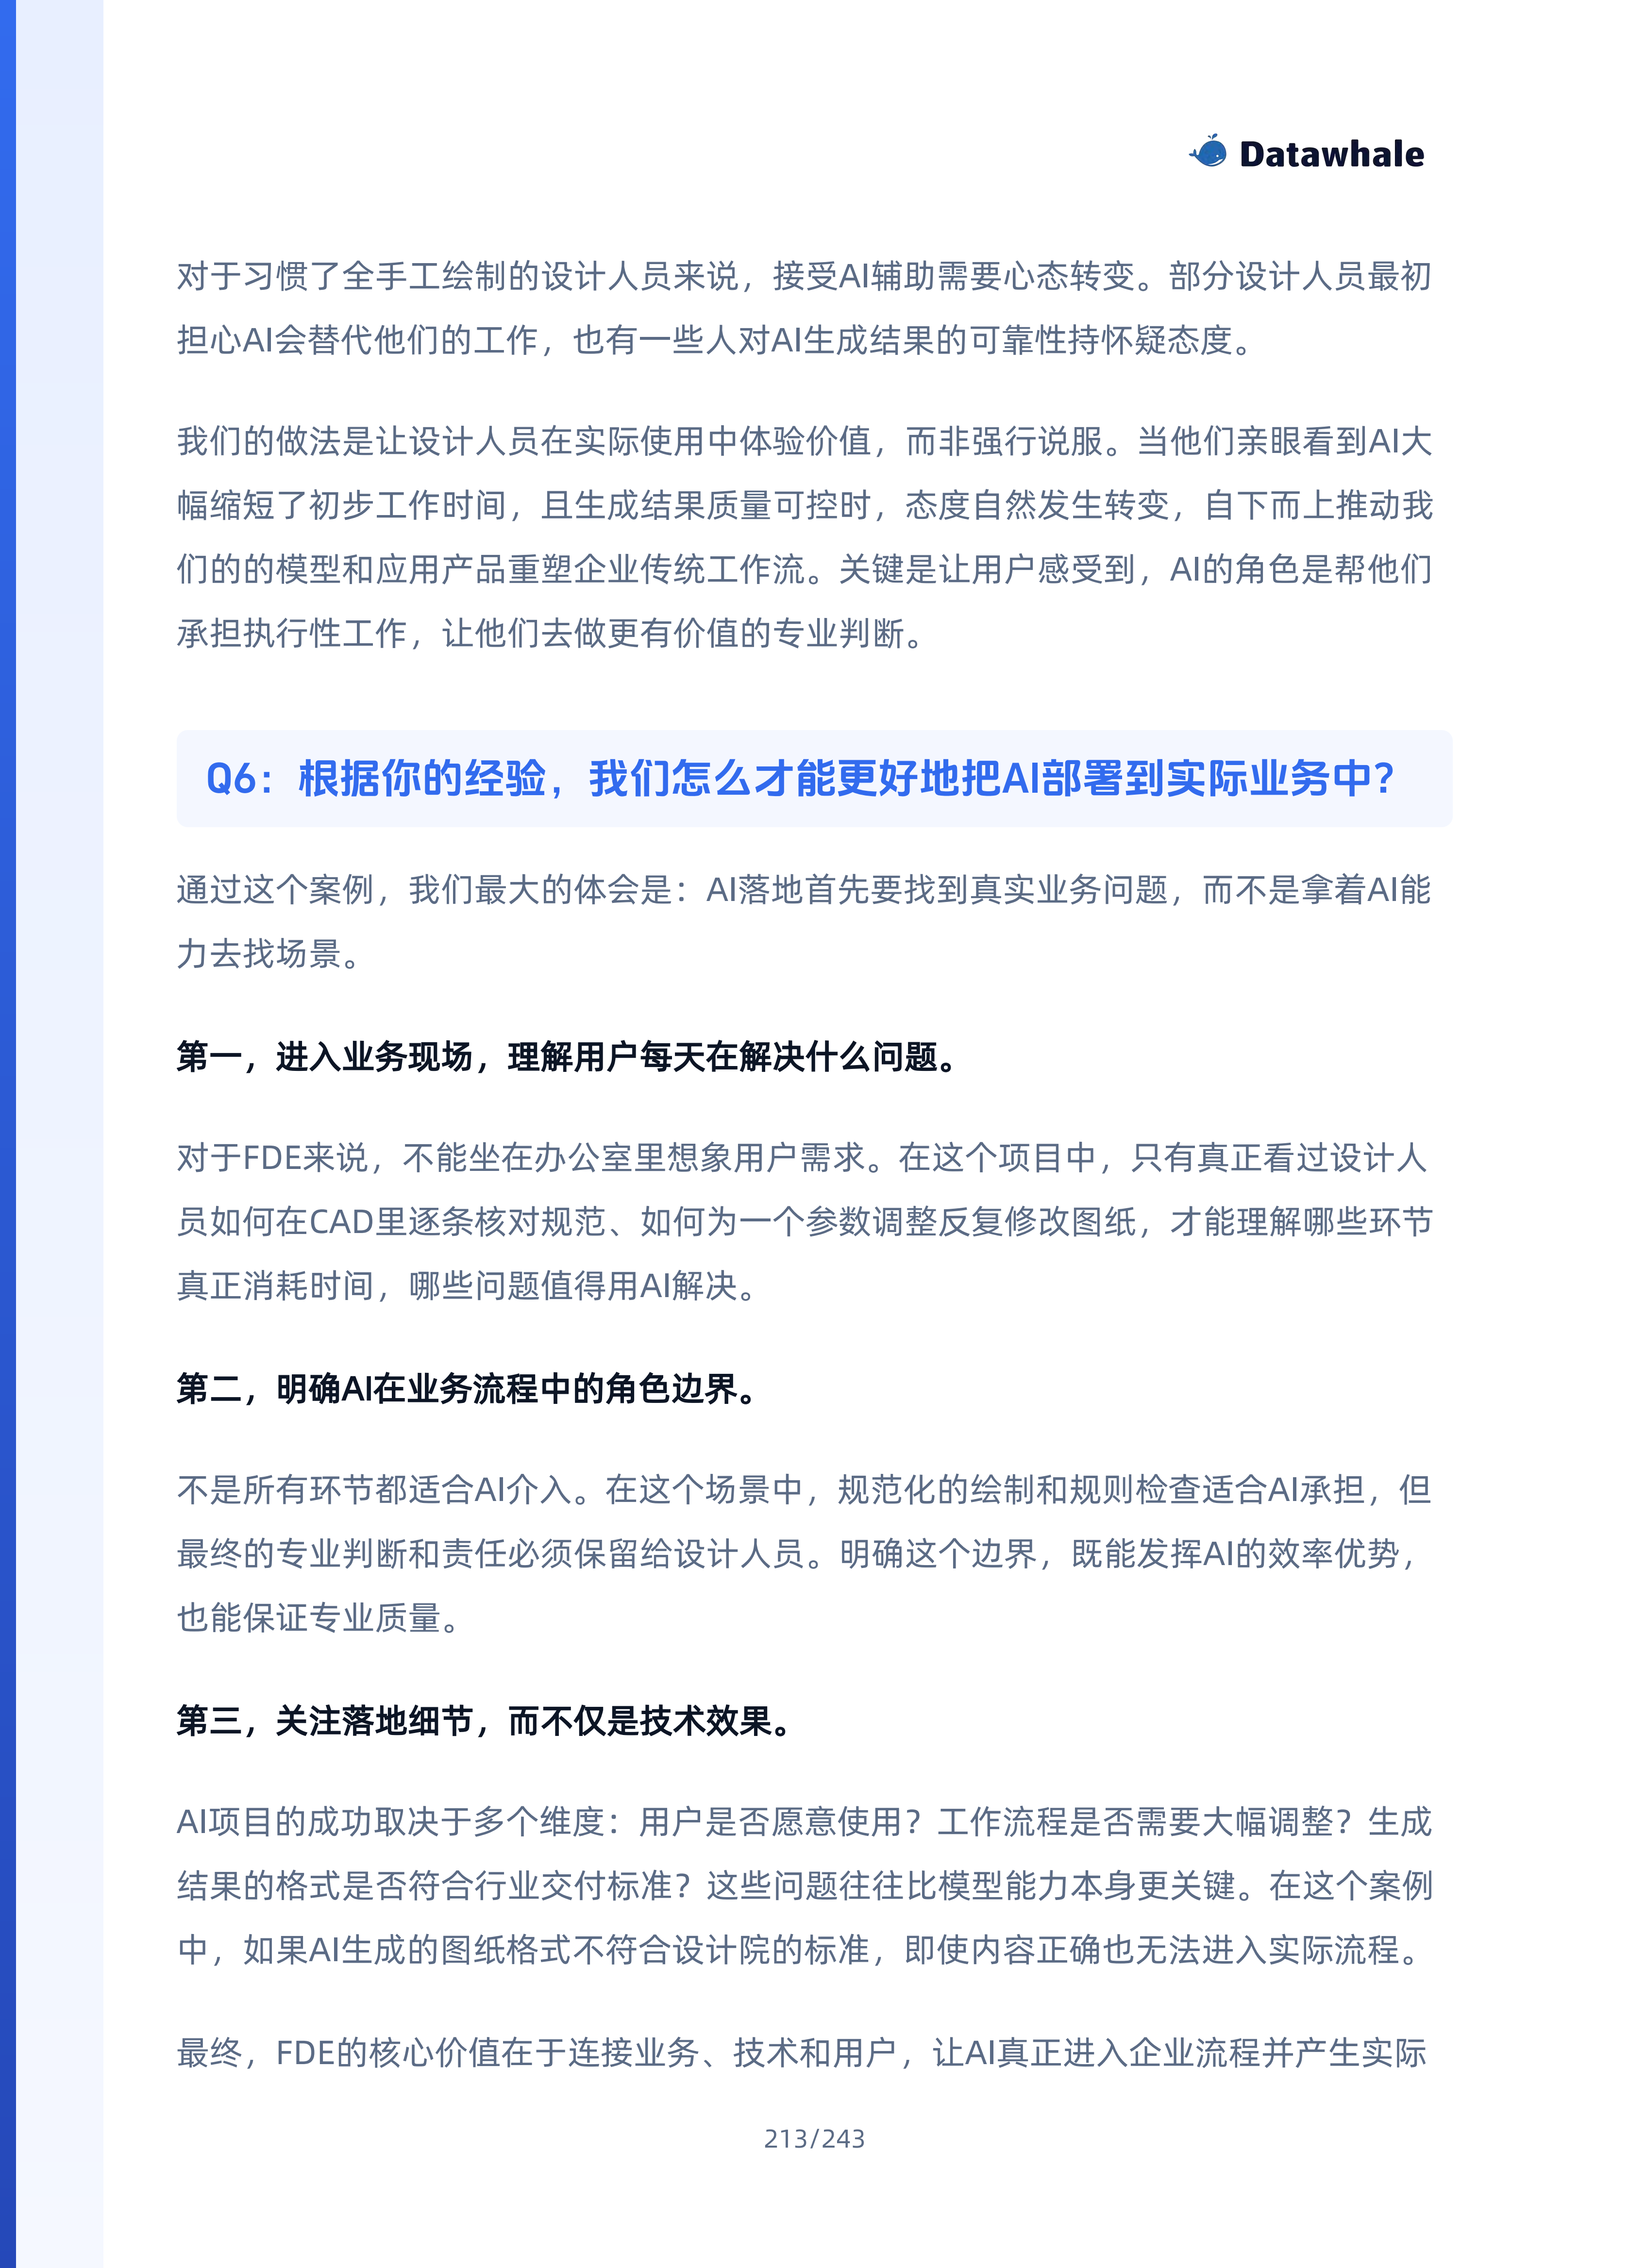 Datawhale
对于习惯了全手工绘制的设计人员来说，接受AI辅助需要心态转变。部分设计人员最初
担心AI会替代他们的工作，也有一些人对AI生成结果的可靠性持怀疑态度。
我们的做法是让设计人员在实际使用中体验价值，而非强行说服。当他们亲眼看到AI大
幅缩短了初步工作时间，且生成结果质量可控时，态度自然发生转变，自下而上推动我
们的的模型和应用产品重塑企业传统工作流。关键是让用户感受到，AI的角色是帮他们
承担执行性工作，让他们去做更有价值的专业判断。
Q6：根据你的经验，我们怎么才能更好地把AI部署到实际业务中？
通过这个案例，我们最大的体会是：AI落地首先要找到真实业务问题，而不是拿着AI能
力去找场景。
第一，进入业务现场，理解用户每天在解决什么问题。
对于FDE来说，不能坐在办公室里想象用户需求。在这个项目中，只有真正看过设计人
员如何在CAD里逐条核对规范、如何为一个参数调整反复修改图纸，才能理解哪些环节
真正消耗时间，哪些问题值得用AI解决。
第二，明确AI在业务流程中的角色边界。
不是所有环节都适合AI介入。在这个场景中，规范化的绘制和规则检查适合AI承担，但
最终的专业判断和责任必须保留给设计人员。明确这个边界，既能发挥AI的效率优势，
也能保证专业质量。
第三，关注落地细节，而不仅是技术效果。
AI项目的成功取决于多个维度：用户是否愿意使用？工作流程是否需要大幅调整？生成
结果的格式是否符合行业交付标准？这些问题往往比模型能力本身更关键。在这个案例
中，如果AI生成的图纸格式不符合设计院的标准，即使内容正确也无法进入实际流程。
最终，FDE的核心价值在于连接业务、技术和用户，让AI真正进入企业流程并产生实际
213/243